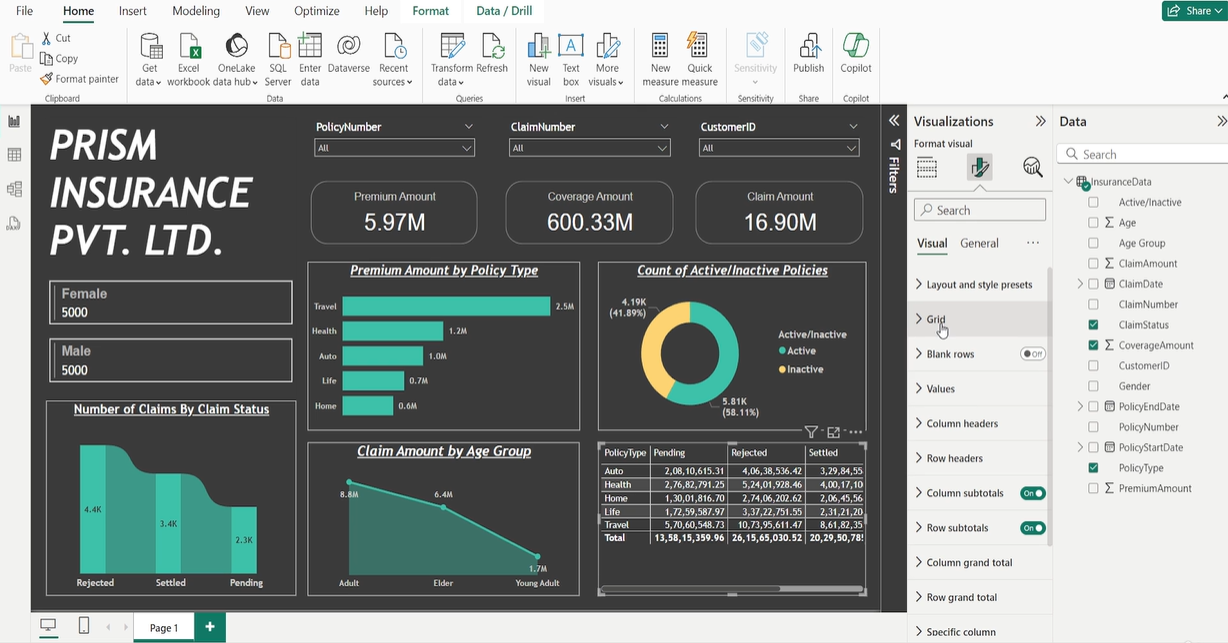 File Home Insert Modeling View Optimize Help Format Data / Drill
Share
Paste
Cut
Copy
Format painter
Clipboard
Get data
Excel workbook
OneLake data hub
SQL Server
Enter data
Dataverse
Recent sources
Data
Transform data
Refresh
Queries
New visual
Text box
More visuals
Insert
New measure
Quick measure
Calculations
Sensitivity
Sensitivity
Publish
Share
Copilot
Copilot
PRISM
INSURANCE
PVT. LTD.
PolicyNumber
All
ClaimNumber
All
CustomerID
All
Premium Amount
5.97M
Coverage Amount
600.33M
Claim Amount
16.90M
Female
5000
Male
5000
Premium Amount by Policy Type
Travel 2.5M
Health 1.2M
Auto 1.0M
Life 0.7M
Home 0.6M
Count of Active/Inactive Policies
4.19K
(41.89%)
5.81K
(58.11%)
Active/Inactive
Active
Inactive
Number of Claims By Claim Status
4.4K 3.4K 2.3K
Rejected Settled Pending
Claim Amount by Age Group
8.8M 6.4M 1.7M
Adult Elder Young Adult
PolicyType Pending Rejected Settled
Auto 2,08,10,615.31 4,06,38,536.42 3,29,84,55
Health 2,76,82,791.25 5,24,01,928.46 4,00,17,10
Home 1,30,01,816.70 2,74,06,202.62 2,06,45,56
Life 1,72,59,587.97 3,37,22,751.55 2,31,21,20
Travel 5,70,60,548.73 10,73,95,611.47 8,61,82,35
Total 13,58,15,359.96 26,15,65,030.52 20,29,50,785
Filters
Visualizations
Format visual
Search
Visual General
Layout and style presets
Grid
Blank rows Off
Values
Column headers
Row headers
Column subtotals On
Row subtotals On
Column grand total
Row grand total
Specific column
Data
Search
InsuranceData
Active/Inactive
Age
Age Group
ClaimAmount
ClaimDate
ClaimNumber
ClaimStatus
CoverageAmount
CustomerID
Gender
PolicyEndDate
PolicyNumber
PolicyStartDate
PolicyType
PremiumAmount
Page 1